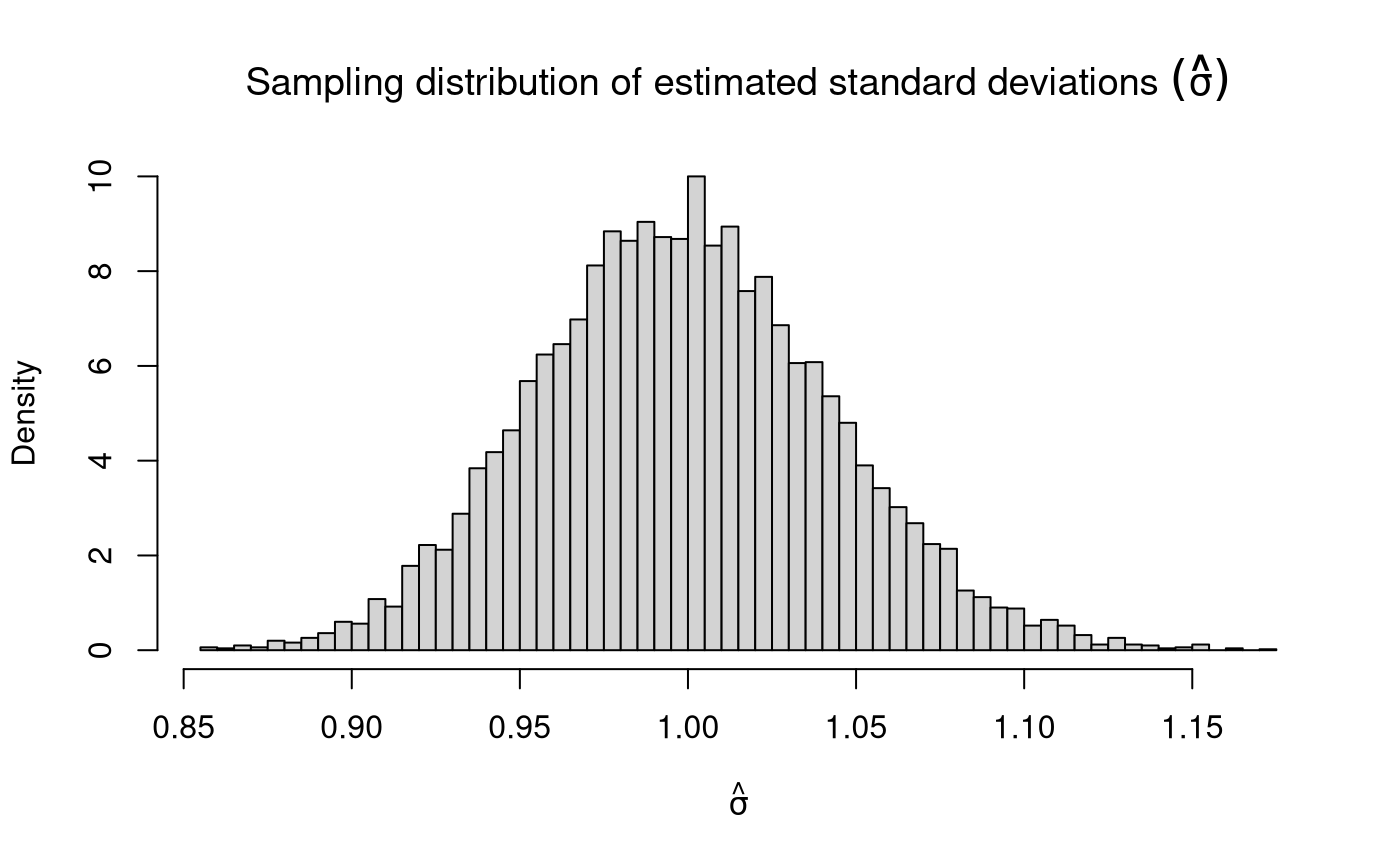 Sampling distribution of estimated standard deviations (σ̂)
10
8
6
4
2
0
Density
0.85 0.90 0.95 1.00 1.05 1.10 1.15
σ̂